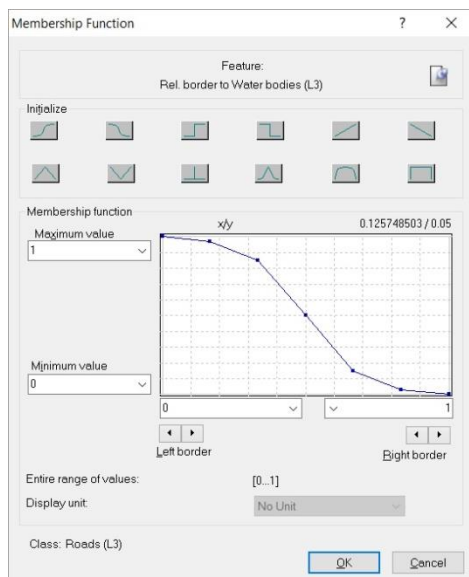 Membership Function ? ×
Feature:
Rel. border to Water bodies (L3)
Initialize
Membership function
x/y 0.125748503 / 0.05
Maximum value
1
Minimum value
0
0 1
Left border
Right border
Entire range of values: [0...1]
Display unit: No Unit
Class: Roads (L3)
OK Cancel